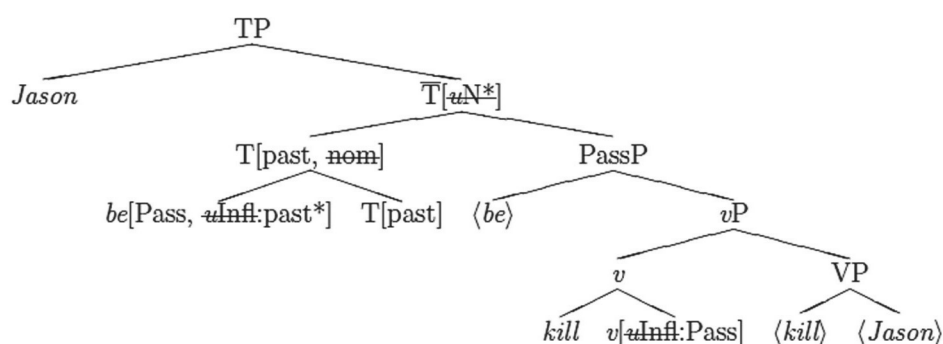 TP
Jason T̅[uN*]
T[past, nom] PassP
be[Pass, uInfl:past*] T[past] ⟨be⟩ vP
v VP
kill v[uInfl:Pass] ⟨kill⟩ ⟨Jason⟩